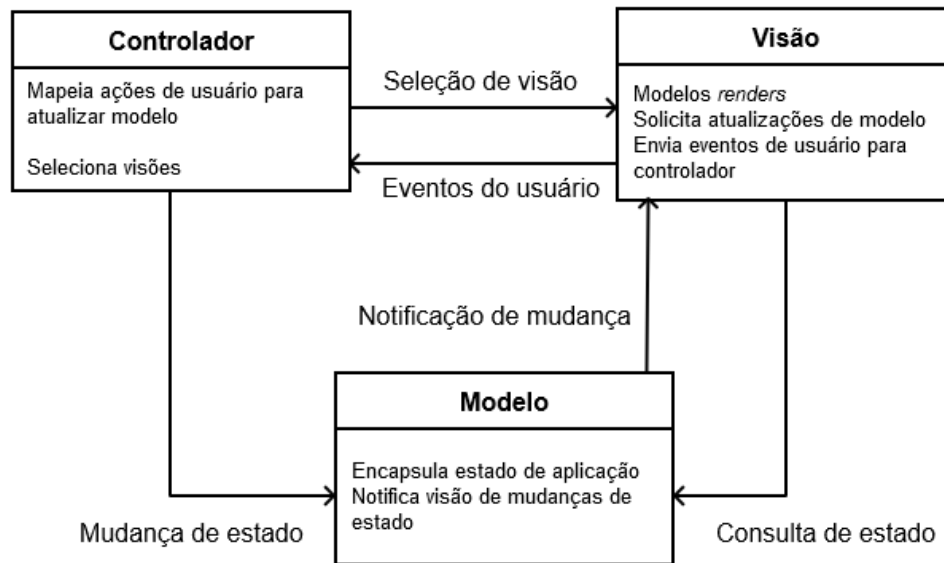 Controlador
Mapeia ações de usuário para
atualizar modelo
Seleciona visões
Seleção de visão
Eventos do usuário
Visão
Modelos renders
Solicita atualizações de modelo
Envia eventos de usuário para
controlador
Notificação de mudança
Modelo
Encapsula estado de aplicação
Notifica visão de mudanças de
estado
Mudança de estado
Consulta de estado